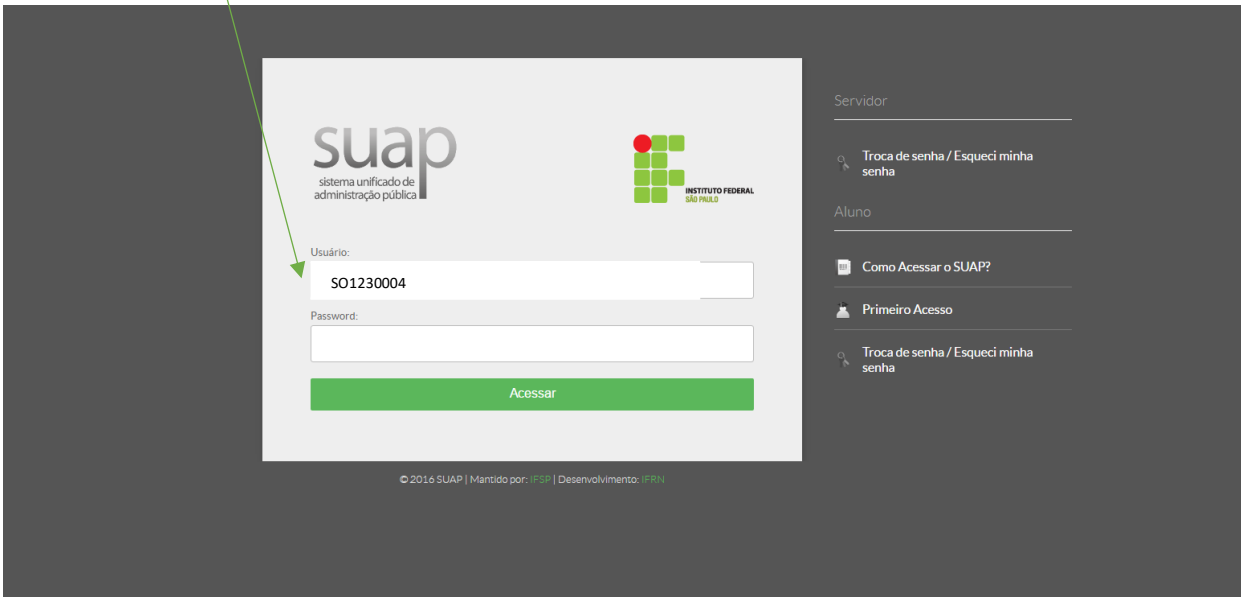 suap
sistema unificado de
administração pública
INSTITUTO FEDERAL
SÃO PAULO
Usuário:
SO1230004
Password:
Acessar
Servidor
Troca de senha / Esqueci minha
senha
Aluno
Como Acessar o SUAP?
Primeiro Acesso
Troca de senha / Esqueci minha
senha
© 2016 SUAP | Mantido por: IFSP | Desenvolvimento: IFRN